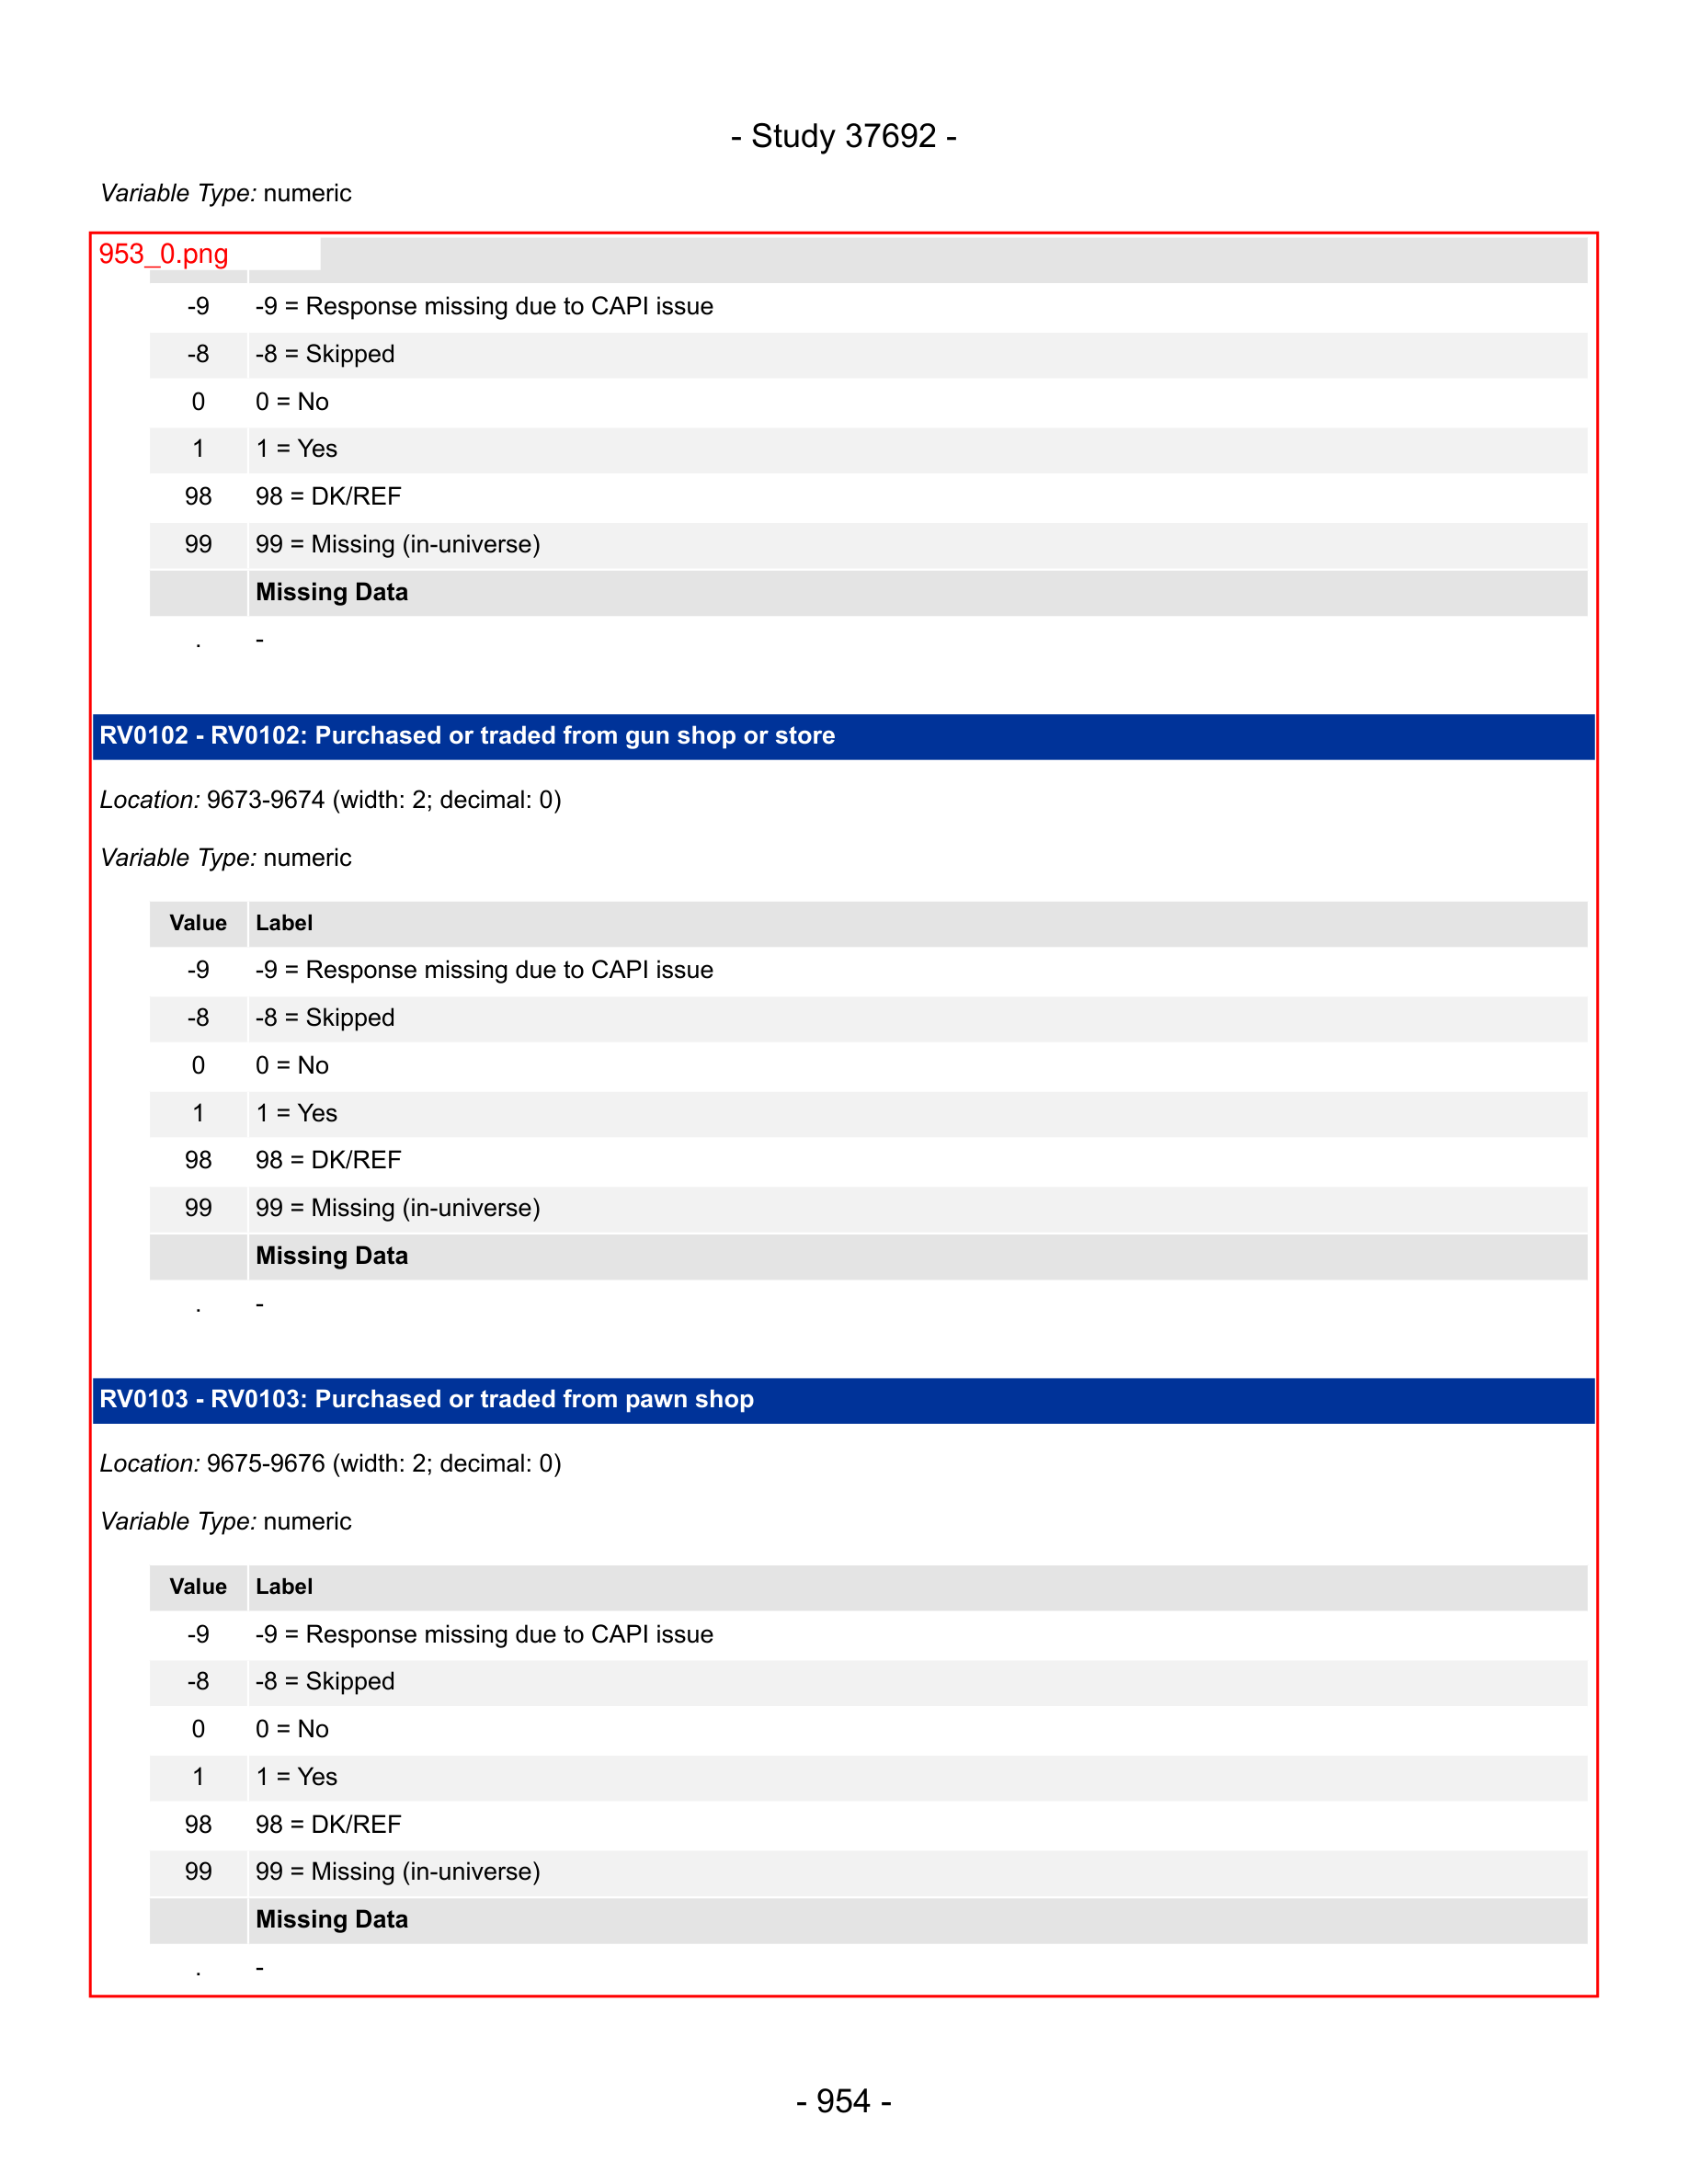 - Study 37692 -
Variable Type: numeric
953_0.png
-9 -9 = Response missing due to CAPI issue
-8 -8 = Skipped
0 0 = No
1 1 = Yes
98 98 = DK/REF
99 99 = Missing (in-universe)
Missing Data
. -
RV0102 - RV0102: Purchased or traded from gun shop or store
Location: 9673-9674 (width: 2; decimal: 0)
Variable Type: numeric
Value Label
-9 -9 = Response missing due to CAPI issue
-8 -8 = Skipped
0 0 = No
1 1 = Yes
98 98 = DK/REF
99 99 = Missing (in-universe)
Missing Data
. -
RV0103 - RV0103: Purchased or traded from pawn shop
Location: 9675-9676 (width: 2; decimal: 0)
Variable Type: numeric
Value Label
-9 -9 = Response missing due to CAPI issue
-8 -8 = Skipped
0 0 = No
1 1 = Yes
98 98 = DK/REF
99 99 = Missing (in-universe)
Missing Data
. -
- 954 -